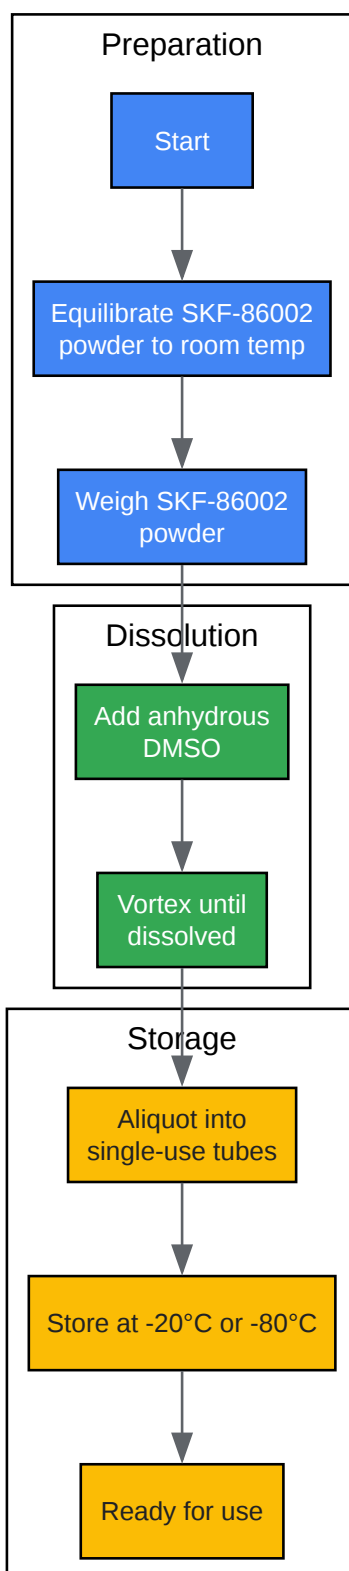 Preparation
Start
Equilibrate SKF-86002
powder to room temp
Weigh SKF-86002
powder
Dissolution
Add anhydrous
DMSO
Vortex until
dissolved
Storage
Aliquot into
single-use tubes
Store at -20°C or -80°C
Ready for use